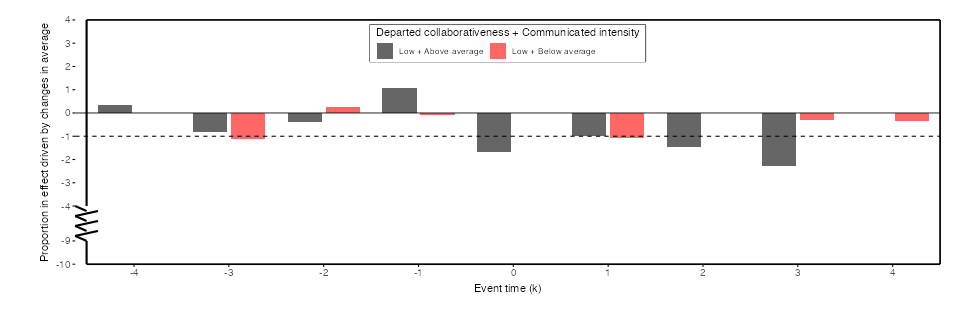 Proportion in effect driven by changes in average
4
3
2
1
0
-1
-2
-3
-4
-9
-10
Departed collaborativeness + Communicated intensity
Low + Above average Low + Below average
-4 -3 -2 -1 0 1 2 3 4
Event time (k)